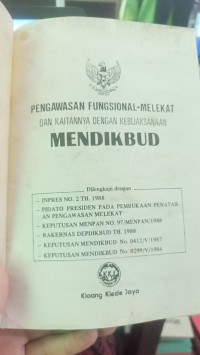 PENGAWASAN FUNGSIONAL-MELEKAT
DAN KAITANNYA DENGAN KEBIJAKSANAAN
MENDIKBUD
Dilengkapi dengan
– INPRES NO. 2 TH. 1988
– PIDATO PRESIDEN PADA PEMBUKAAN PENATAR-
AN PENGAWASAN MELEKAT
– KEPUTUSAN MENPAN NO. 97/MENPAN/1986
– RAKERNAS DEPDIKBUD TH. 1988
– KEPUTUSAN MENDIKBUD No. 0412/V/1987
– KEPUTUSAN MENDIKBUD No. 0299/V/1984
Kloang Klede Jaya